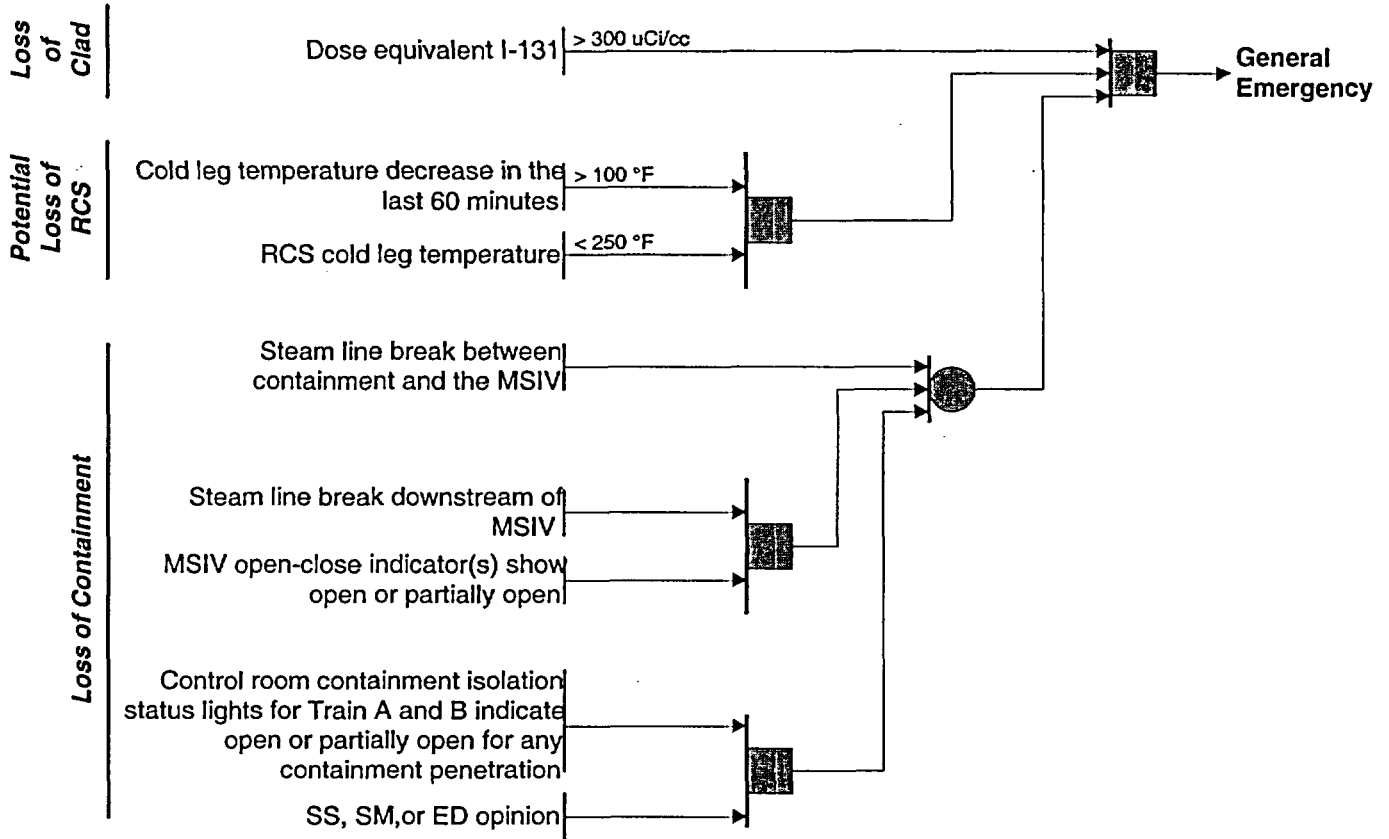 Loss
of
Clad
Dose equivalent I-131
> 300 uCi/cc
General
Emergency
Potential
Loss of
RCS
Cold leg temperature decrease in the
last 60 minutes
> 100 °F
RCS cold leg temperature
< 250 °F
Loss of Containment
Steam line break between
containment and the MSIV
Steam line break downstream of
MSIV
MSIV open-close indicator(s) show
open or partially open
Control room containment isolation
status lights for Train A and B indicate
open or partially open for any
containment penetration
SS, SM,or ED opinion